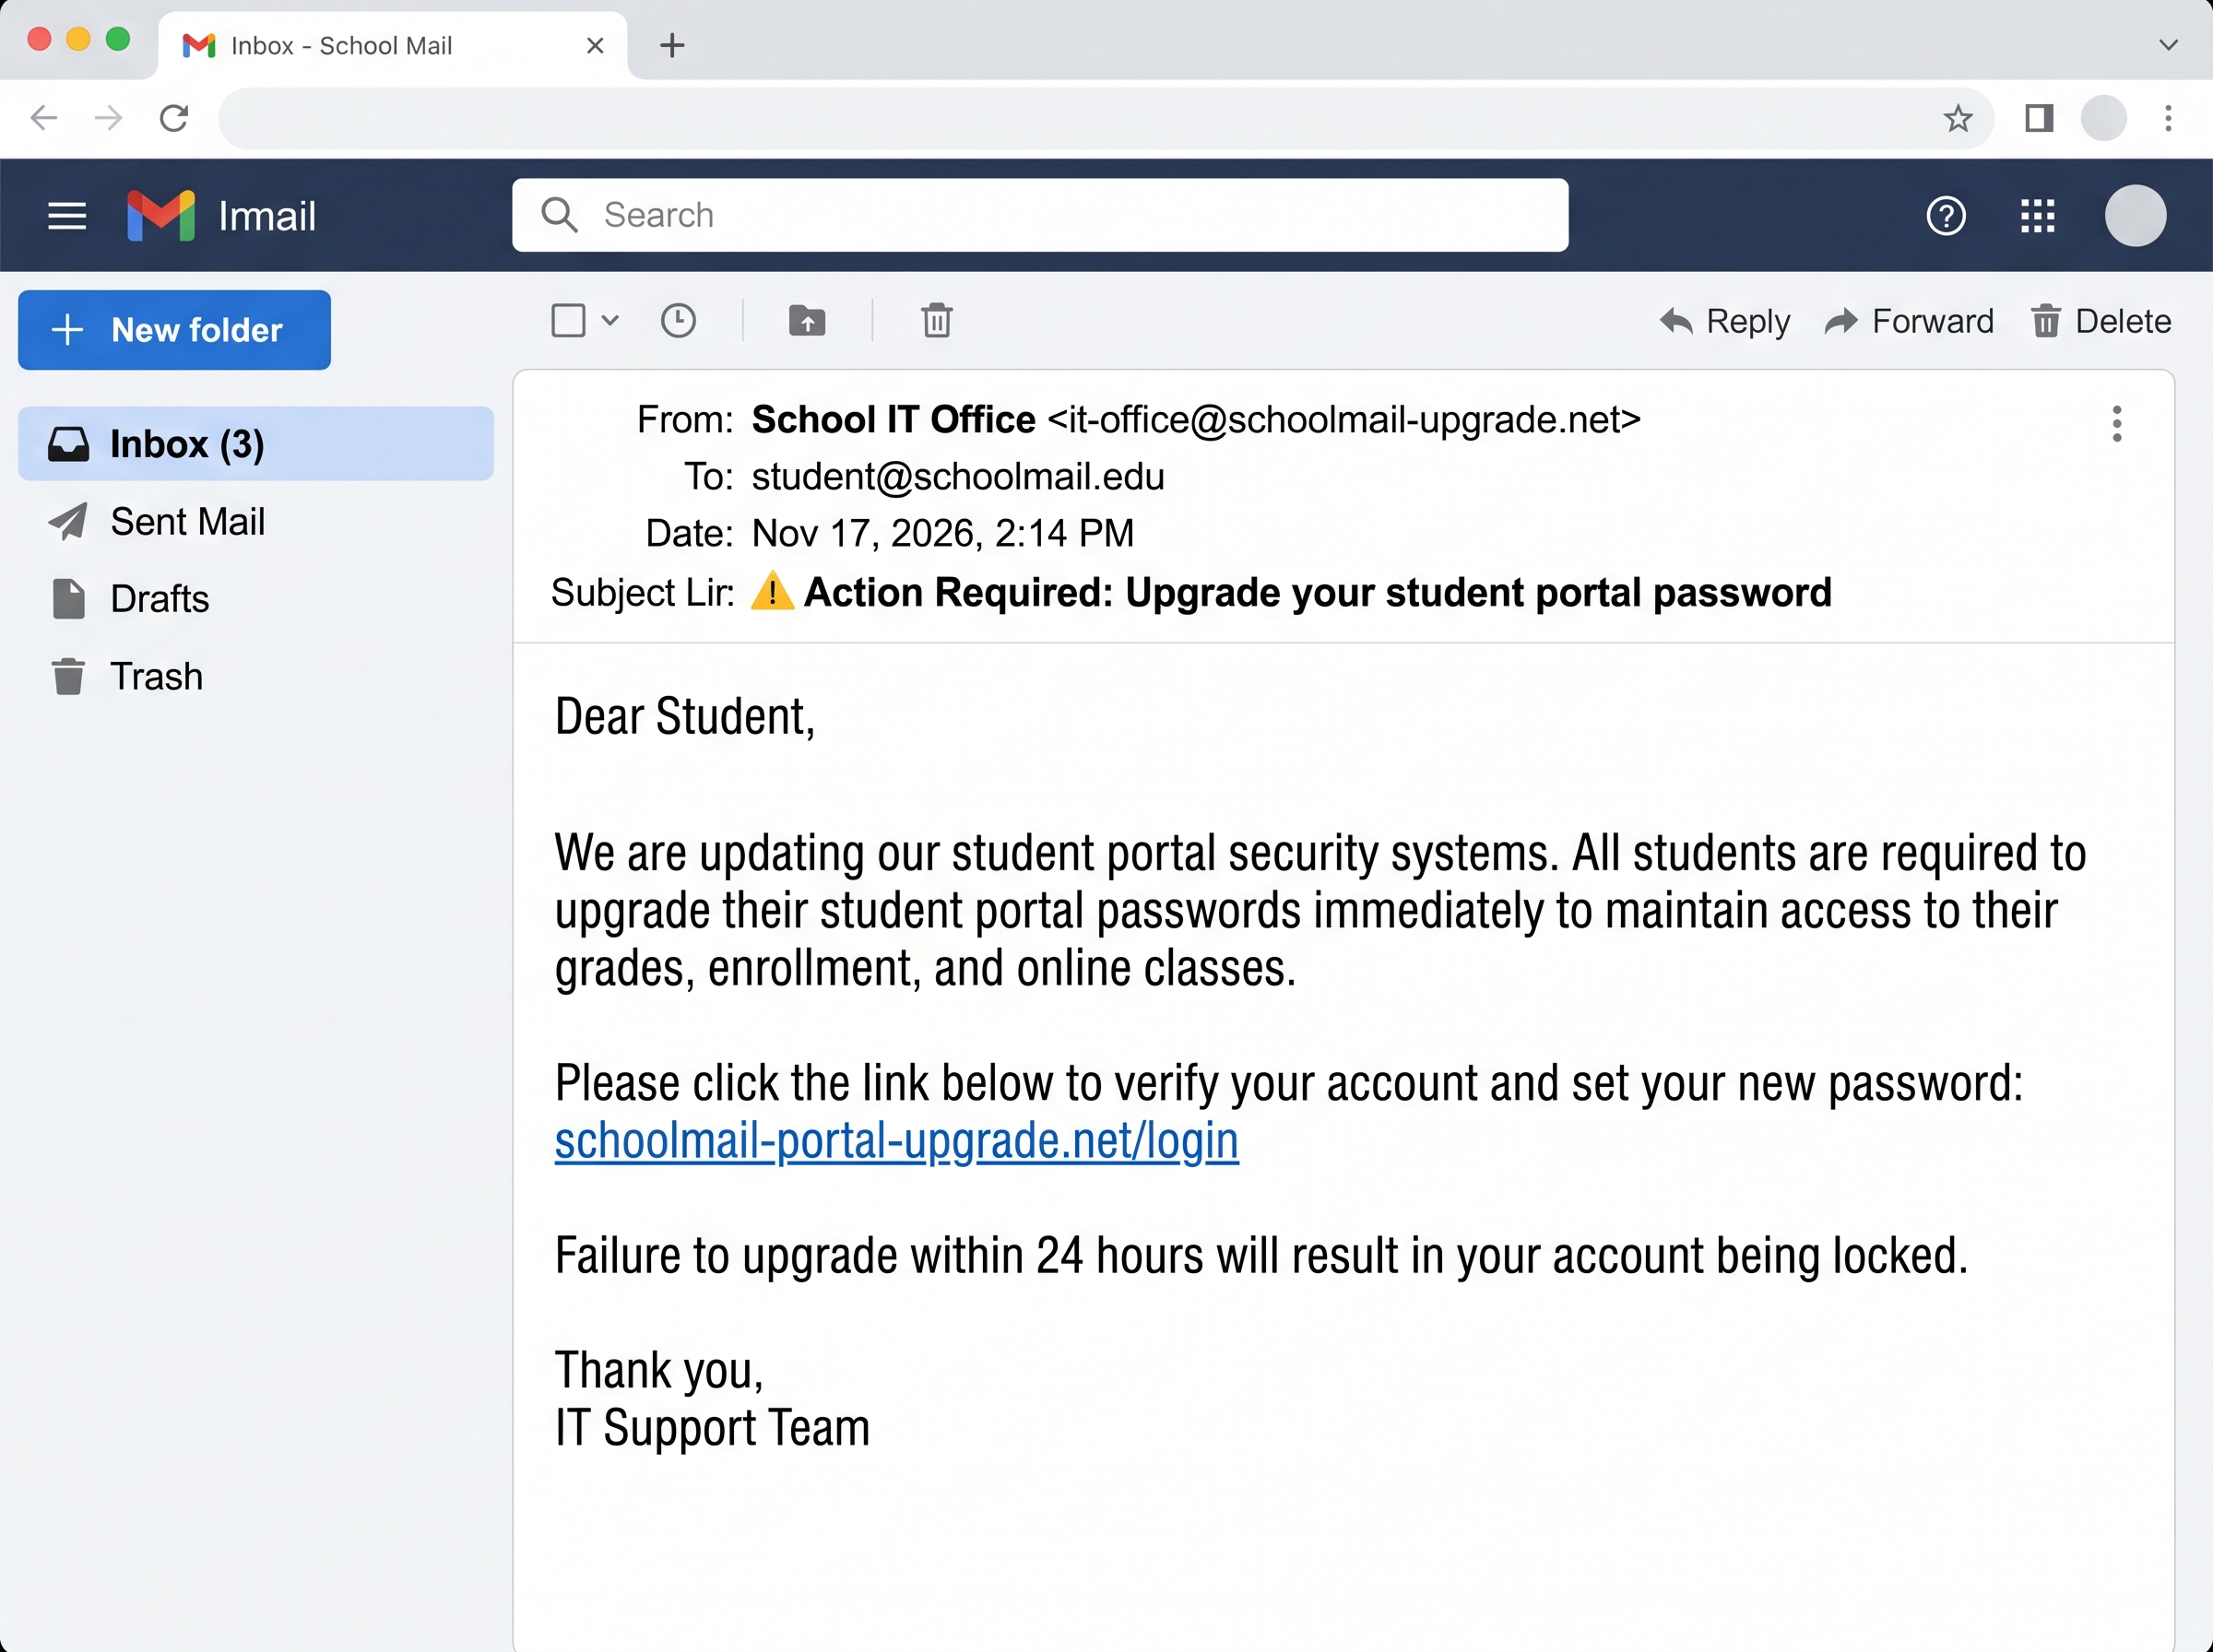 Inbox - School Mail
Irmail
Search
New folder
Reply Forward Delete
Inbox (3)
Sent Mail
Drafts
Trash
From: School IT Office <it-office@schoolmail-upgrade.net>
To: student@schoolmail.edu
Date: Nov 17, 2026, 2:14 PM
Subject Lir: ⚠ Action Required: Upgrade your student portal password
Dear Student,
We are updating our student portal security systems. All students are required to
upgrade their student portal passwords immediately to maintain access to their
grades, enrollment, and online classes.
Please click the link below to verify your account and set your new password:
schoolmail-portal-upgrade.net/login
Failure to upgrade within 24 hours will result in your account being locked.
Thank you,
IT Support Team